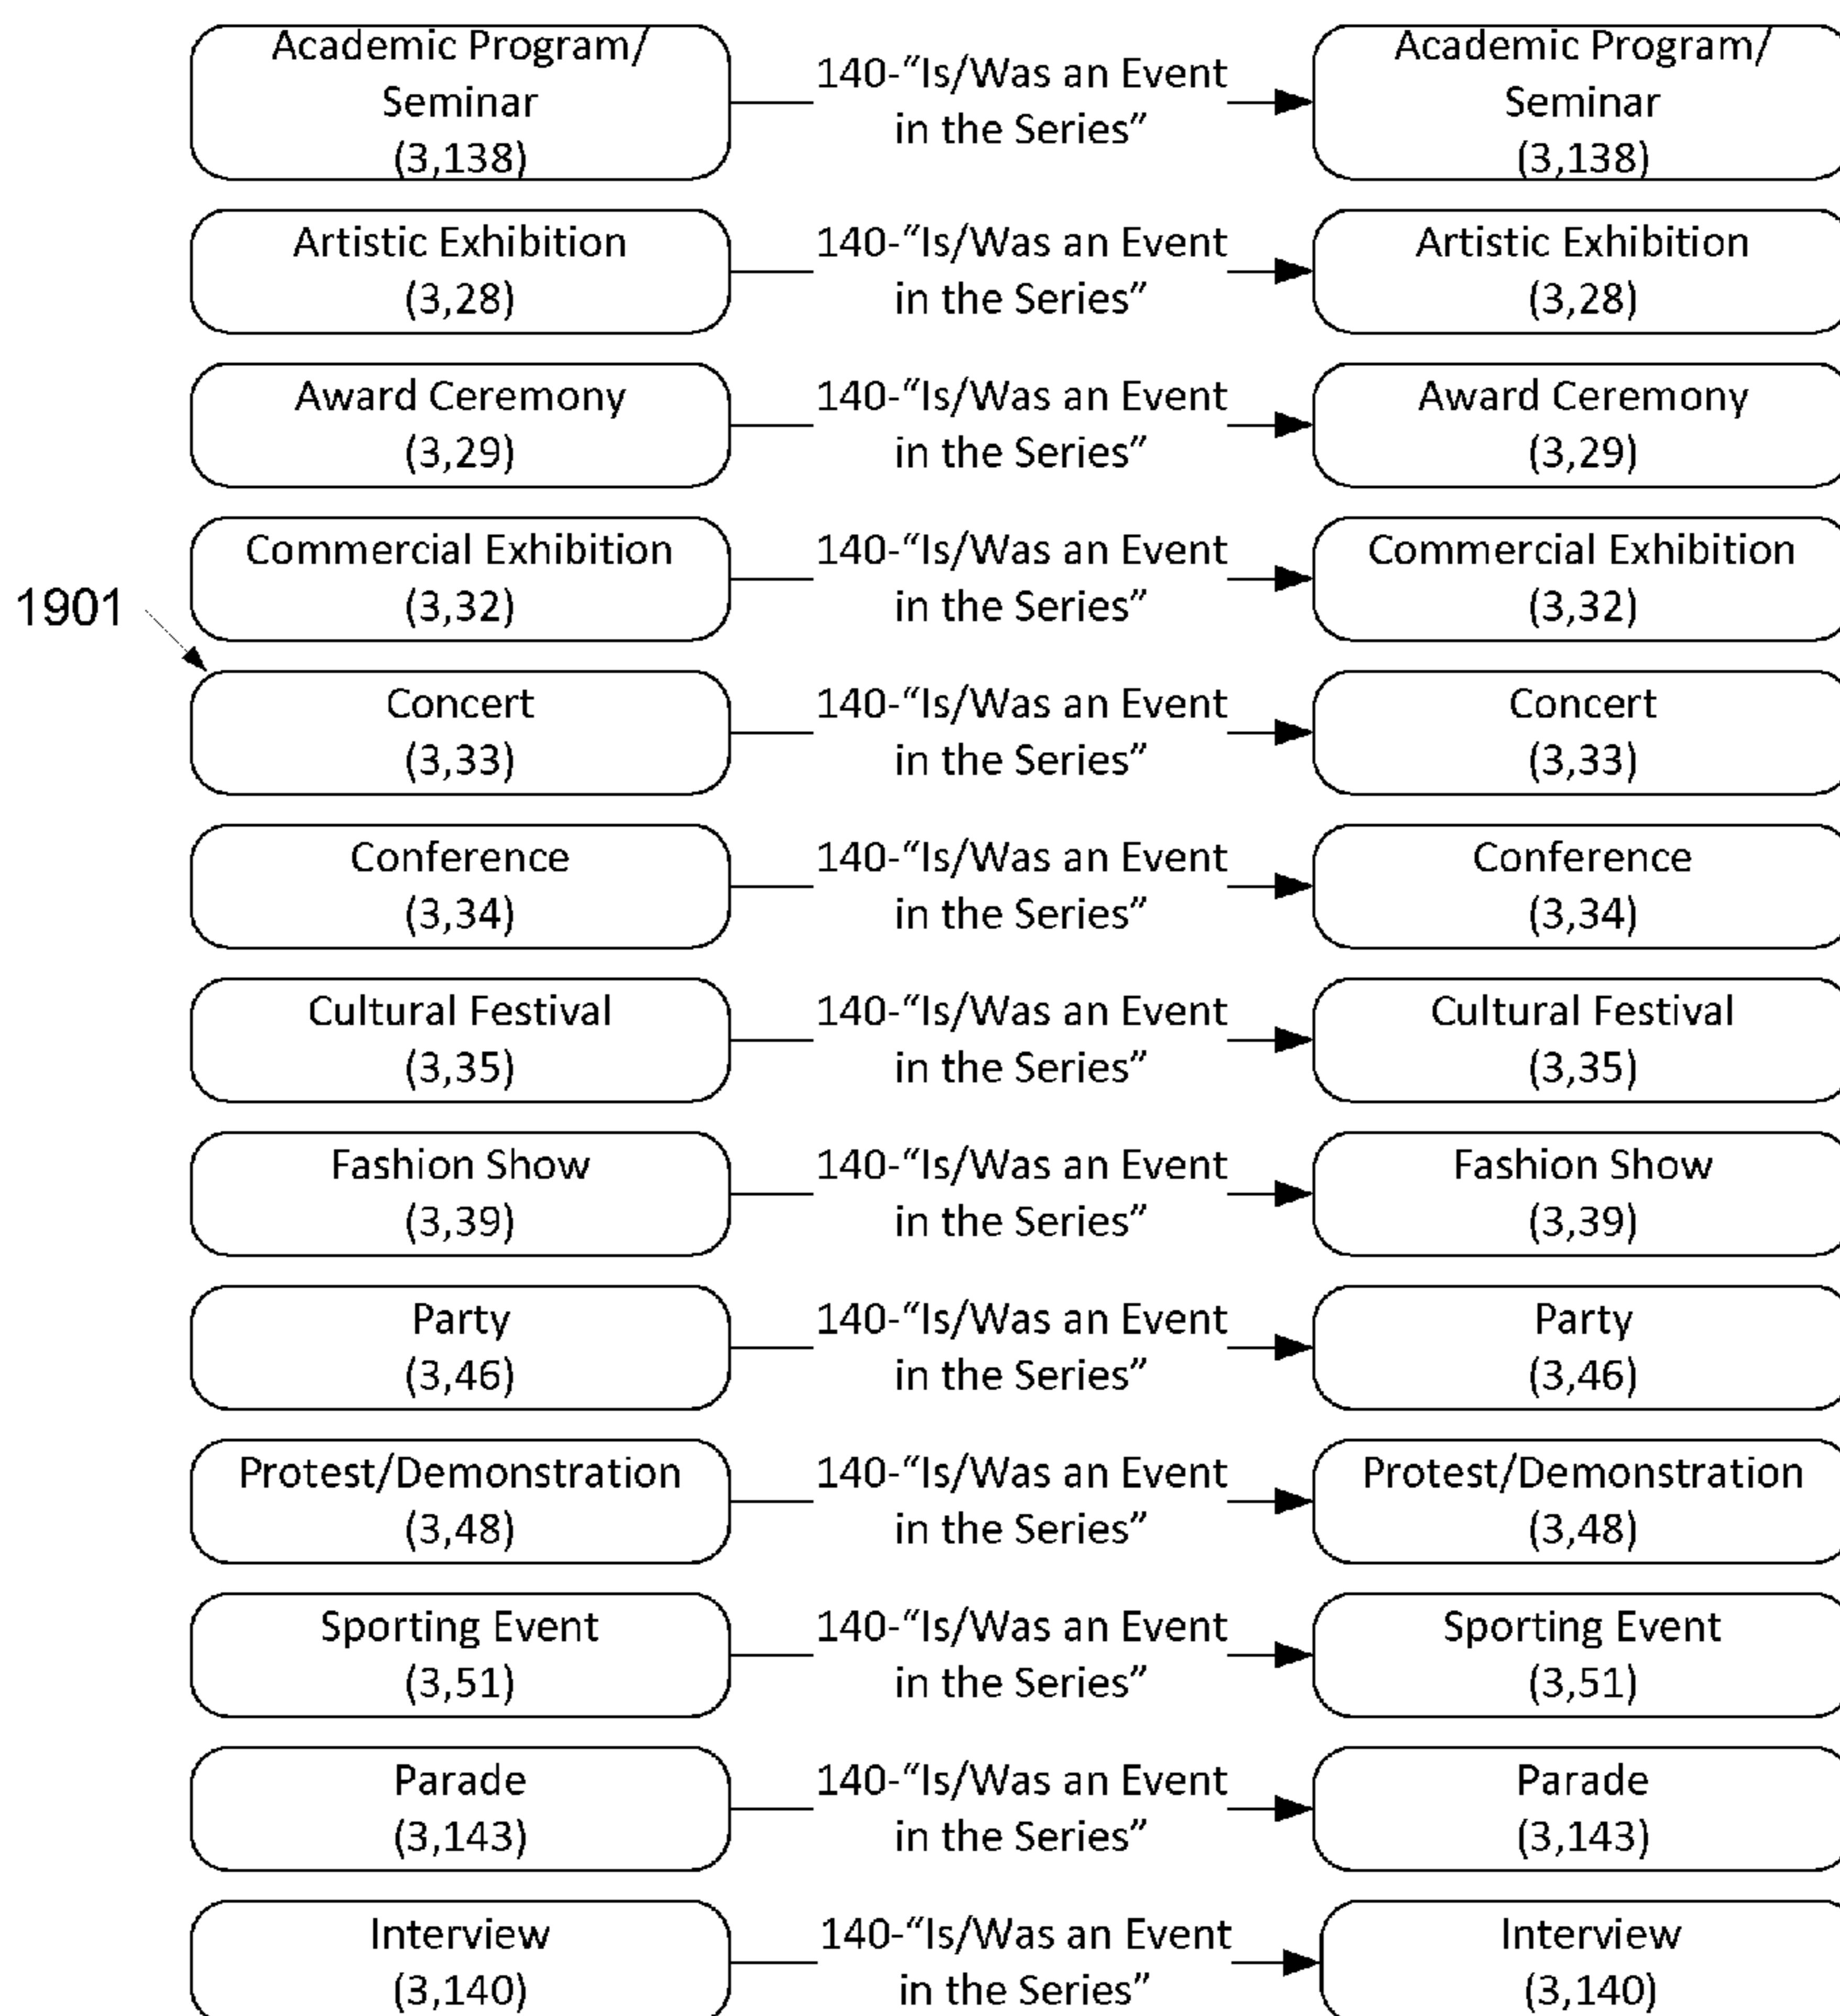 Academic Program/
Seminar
(3,138)
140-“Is/Was an Event
in the Series”
Academic Program/
Seminar
(3,138)
Artistic Exhibition
(3,28)
140-“Is/Was an Event
in the Series”
Artistic Exhibition
(3,28)
Award Ceremony
(3,29)
140-“Is/Was an Event
in the Series”
Award Ceremony
(3,29)
Commercial Exhibition
(3,32)
140-“Is/Was an Event
in the Series”
Commercial Exhibition
(3,32)
1901
Concert
(3,33)
140-“Is/Was an Event
in the Series”
Concert
(3,33)
Conference
(3,34)
140-“Is/Was an Event
in the Series”
Conference
(3,34)
Cultural Festival
(3,35)
140-“Is/Was an Event
in the Series”
Cultural Festival
(3,35)
Fashion Show
(3,39)
140-“Is/Was an Event
in the Series”
Fashion Show
(3,39)
Party
(3,46)
140-“Is/Was an Event
in the Series”
Party
(3,46)
Protest/Demonstration
(3,48)
140-“Is/Was an Event
in the Series”
Protest/Demonstration
(3,48)
Sporting Event
(3,51)
140-“Is/Was an Event
in the Series”
Sporting Event
(3,51)
Parade
(3,143)
140-“Is/Was an Event
in the Series”
Parade
(3,143)
Interview
(3,140)
140-“Is/Was an Event
in the Series”
Interview
(3,140)